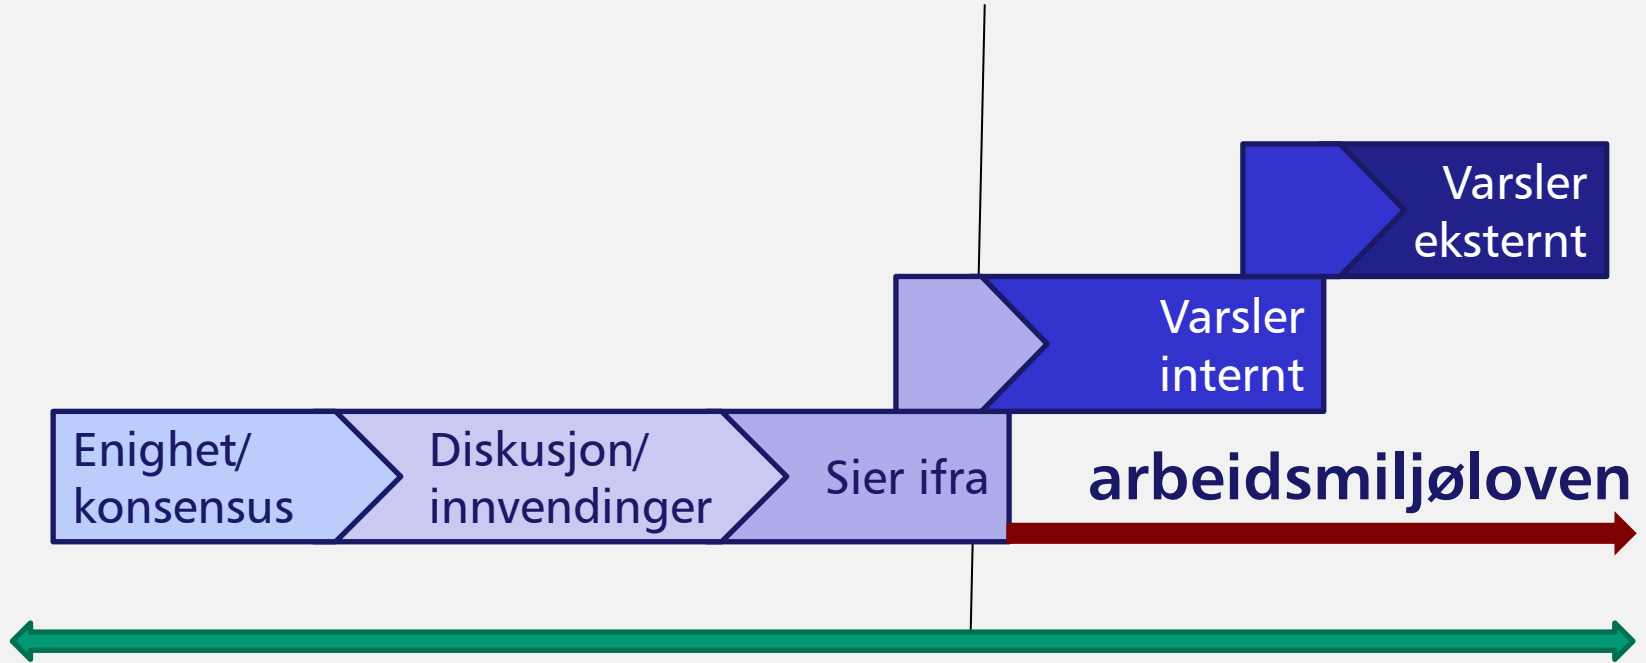 Varsler
eksternt
Varsler
internt
Enighet/
konsensus
Diskusjon/
innvendinger
Sier ifra
arbeidsmiljøloven